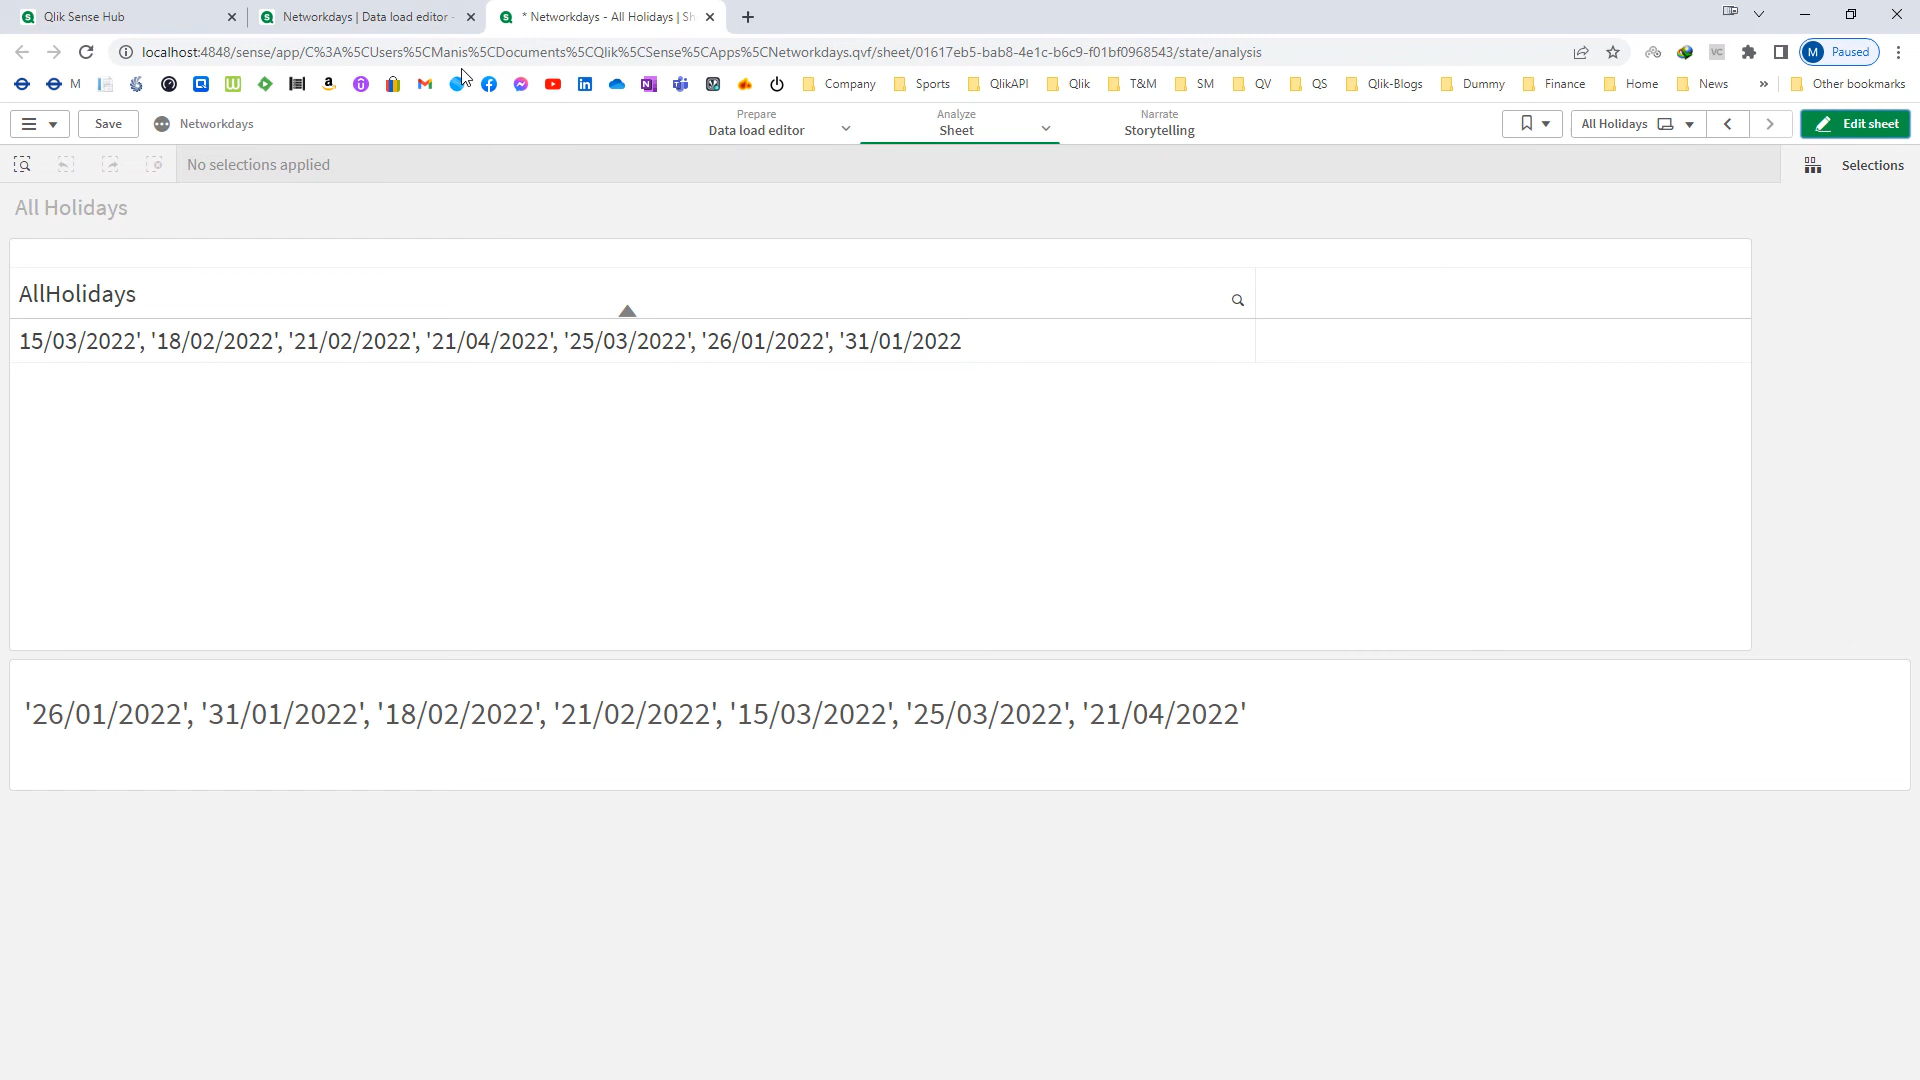 Qlik Sense Hub
Networkdays | Data load editor -
* Networkdays - All Holidays | Sh
localhost:4848/sense/app/C%3A%5CUsers%5CManis%5CDocuments%5CQlik%5CSense%5CApps%5CNetworkdays.qvf/sheet/01617eb5-bab8-4e1c-b6c9-f01bf0968543/state/analysis
M Paused
M
Company
Sports
QlikAPI
Qlik
T&M
SM
QV
QS
Qlik-Blogs
Dummy
Finance
Home
News
»
Other bookmarks
Save
Networkdays
Prepare
Data load editor
Analyze
Sheet
Narrate
Storytelling
All Holidays
Edit sheet
No selections applied
Selections
All Holidays
AllHolidays
15/03/2022', '18/02/2022', '21/02/2022', '21/04/2022', '25/03/2022', '26/01/2022', '31/01/2022
'26/01/2022', '31/01/2022', '18/02/2022', '21/02/2022', '15/03/2022', '25/03/2022', '21/04/2022'